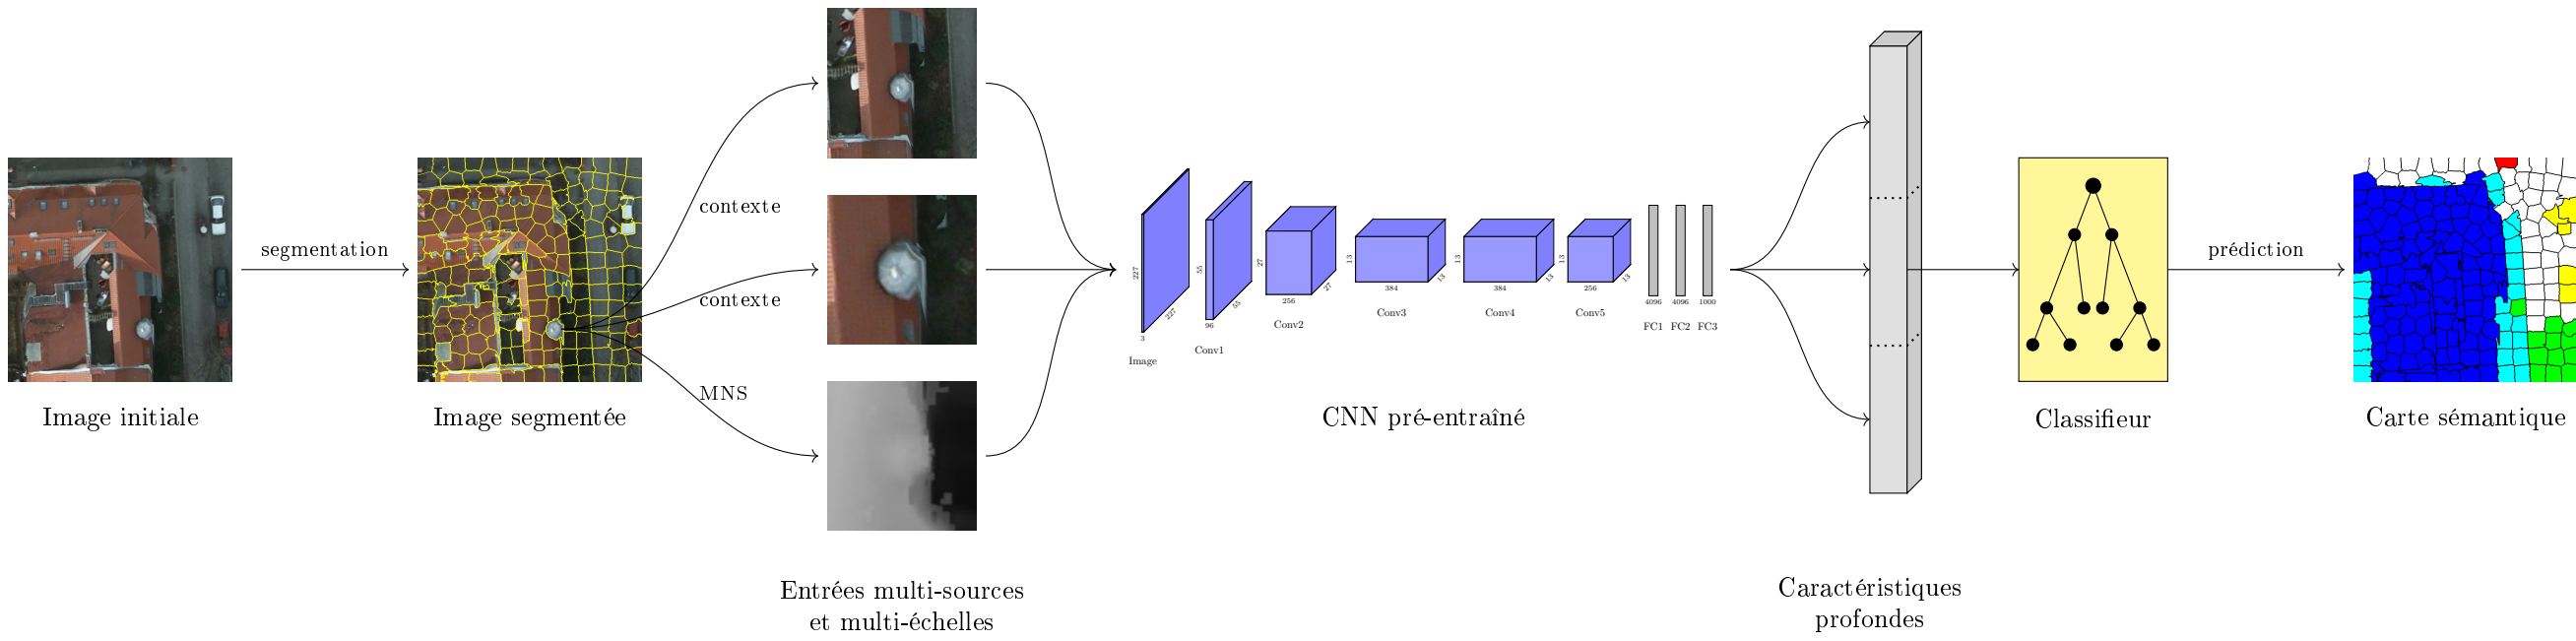 segmentation
Image initiale
Image segmentée
contexte
contexte
MNS
Entrées multi-sources
et multi-échelles
227
227
3
Image
55
55
96
Conv1
27
27
256
Conv2
13
13
384
Conv3
13
13
384
Conv4
13
13
256
Conv5
4096
4096
1000
FC1
FC2
FC3
CNN pré-entraîné
Caractéristiques
profondes
Classifieur
prédiction
Carte sémantique